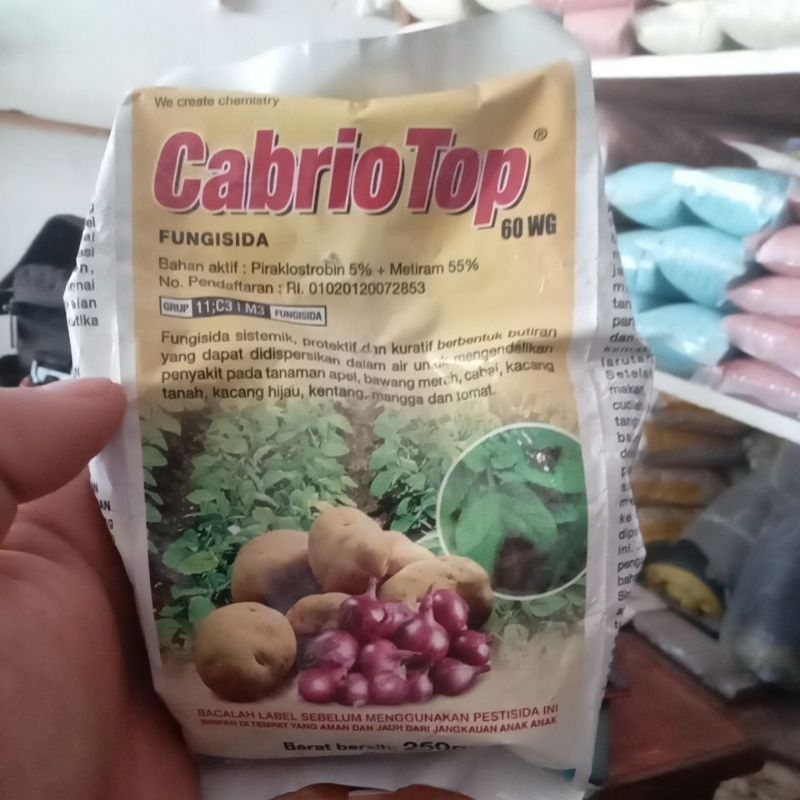 We create chemistry
CabrioTop®
60 WG
FUNGISIDA
Bahan aktif : Piraklostrobin 5% + Metiram 55%
No. Pendaftaran : RI. 01020120072853
GRUP 11;C3 | M3 FUNGISIDA
Fungisida sistemik, protektif dan kuratif berbentuk butiran
yang dapat didispersikan dalam air untuk mengendalikan
penyakit pada tanaman apel, bawang merah, cabai, kacang
tanah, kacang hijau, kentang, mangga dan tomat.
BACALAH LABEL SEBELUM MENGGUNAKAN PESTISIDA INI
SIMPAN DI TEMPAT YANG AMAN DAN JAUH DARI JANGKAUAN ANAK ANAK
Barat bersih: 250g